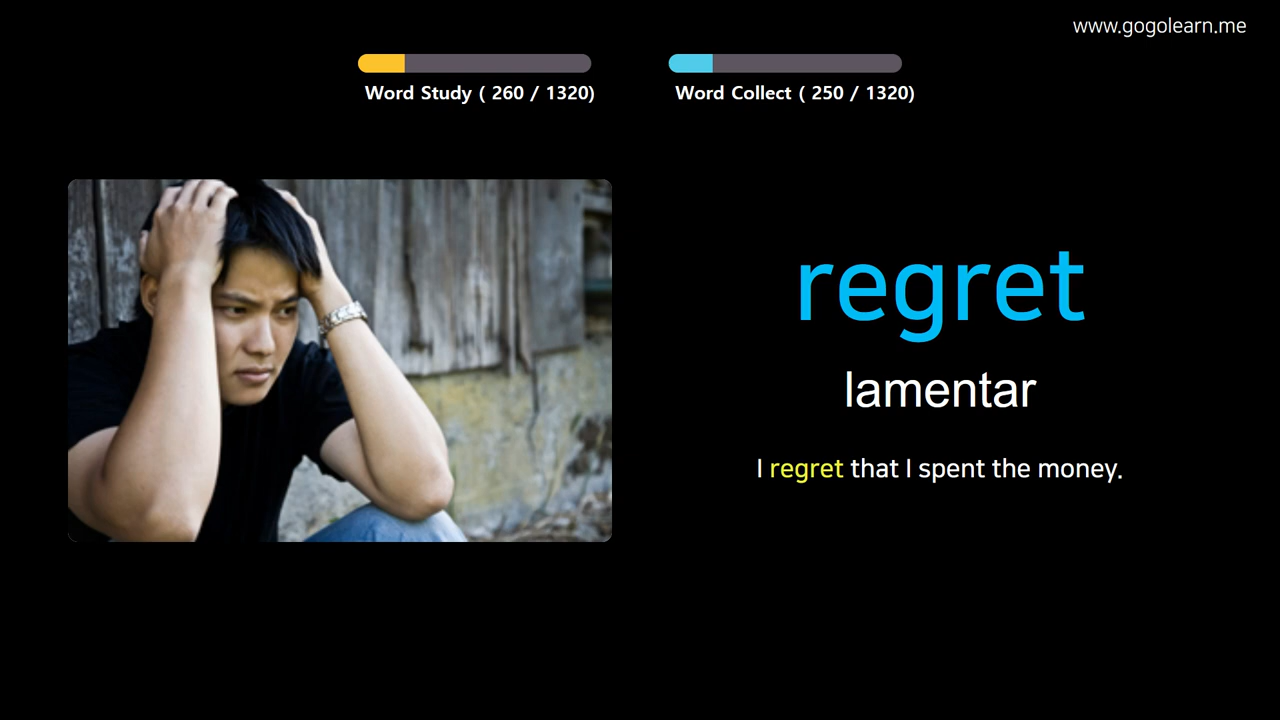 www.gogolearn.me
Word Study ( 260 / 1320)
Word Collect ( 250 / 1320)
regret
lamentar
I regret that I spent the money.